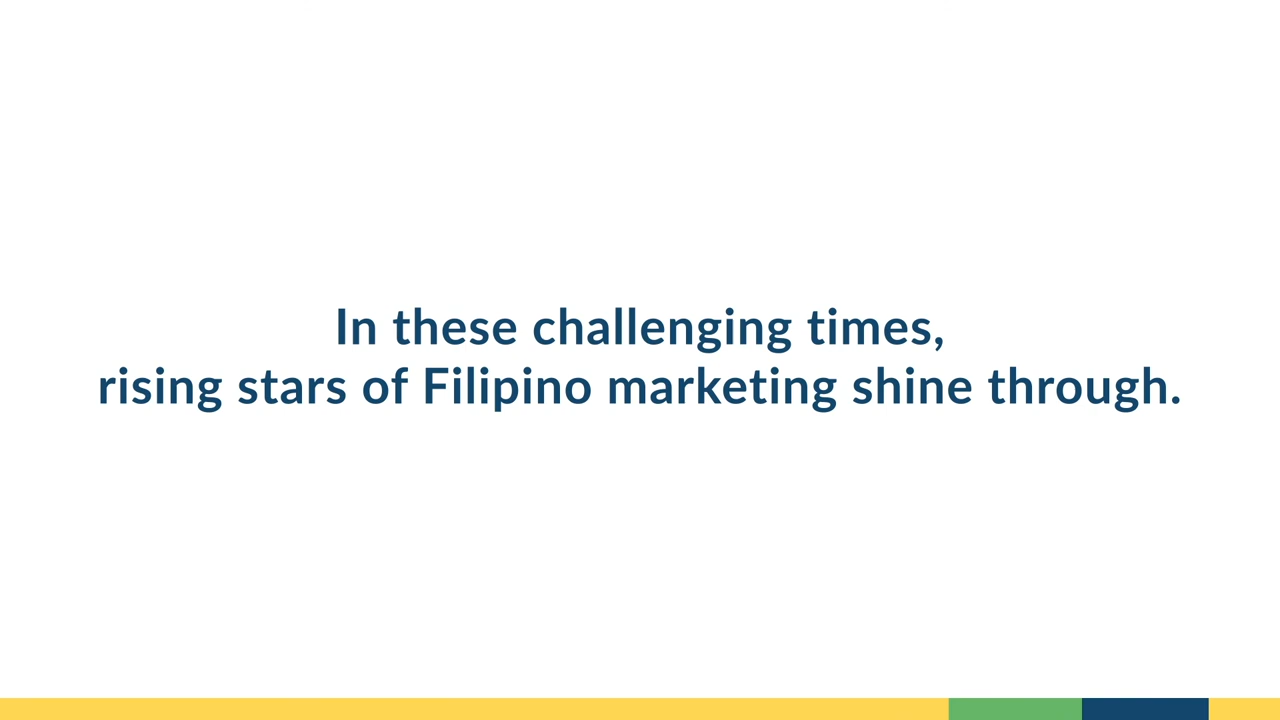 In these challenging times,
rising stars of Filipino marketing shine through.